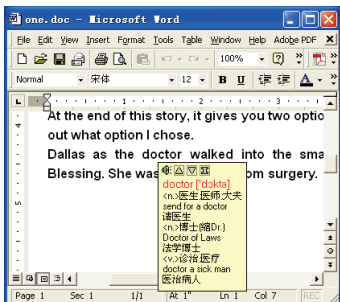 one.doc - Microsoft Word
File Edit View Insert Format Tools Table Window Help Adobe PDF
100%
Normal 宋体 12 B U A
1 2 3
At the end of this story, it gives you two optio
out what option I chose.
Dallas as the doctor walked into the sma
Blessing. She was
om surgery.
doctor ['dɔktə]
<n.>医生,医师,大夫
send for a doctor
请医生
<n.>博士(缩Dr.)
Doctor of Laws
法学博士
<v.>诊治,医疗
doctor a sick man
医治病人
Page 1 Sec 1 1/1 At 1" Ln 1 Col 7 REC